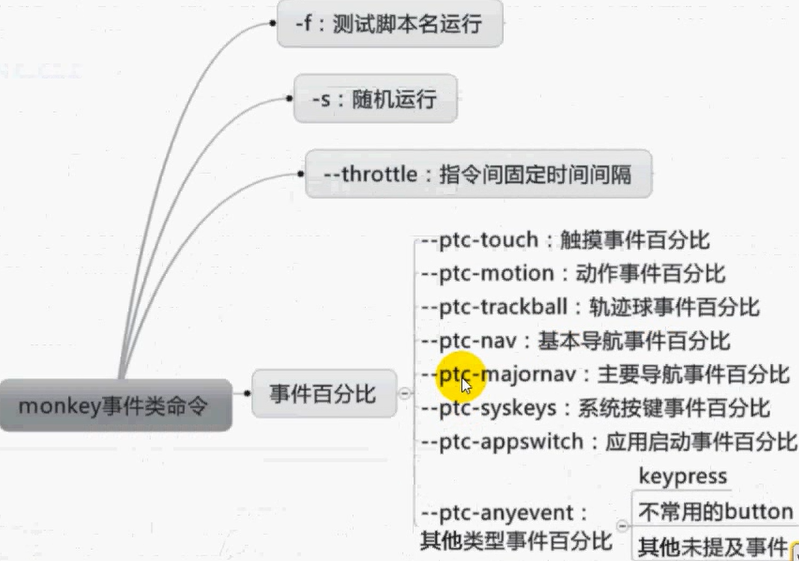 -f：测试脚本名运行
-s：随机运行
--throttle：指令间固定时间间隔
--ptc-touch：触摸事件百分比
--ptc-motion：动作事件百分比
--ptc-trackball：轨迹球事件百分比
--ptc-nav：基本导航事件百分比
--ptc-majornav：主要导航事件百分比
事件百分比
monkey事件类命令
--ptc-syskeys：系统按键事件百分比
--ptc-appswitch：应用启动事件百分比
keypress
--ptc-anyevent：
不常用的button
其他类型事件百分比
其他未提及事件